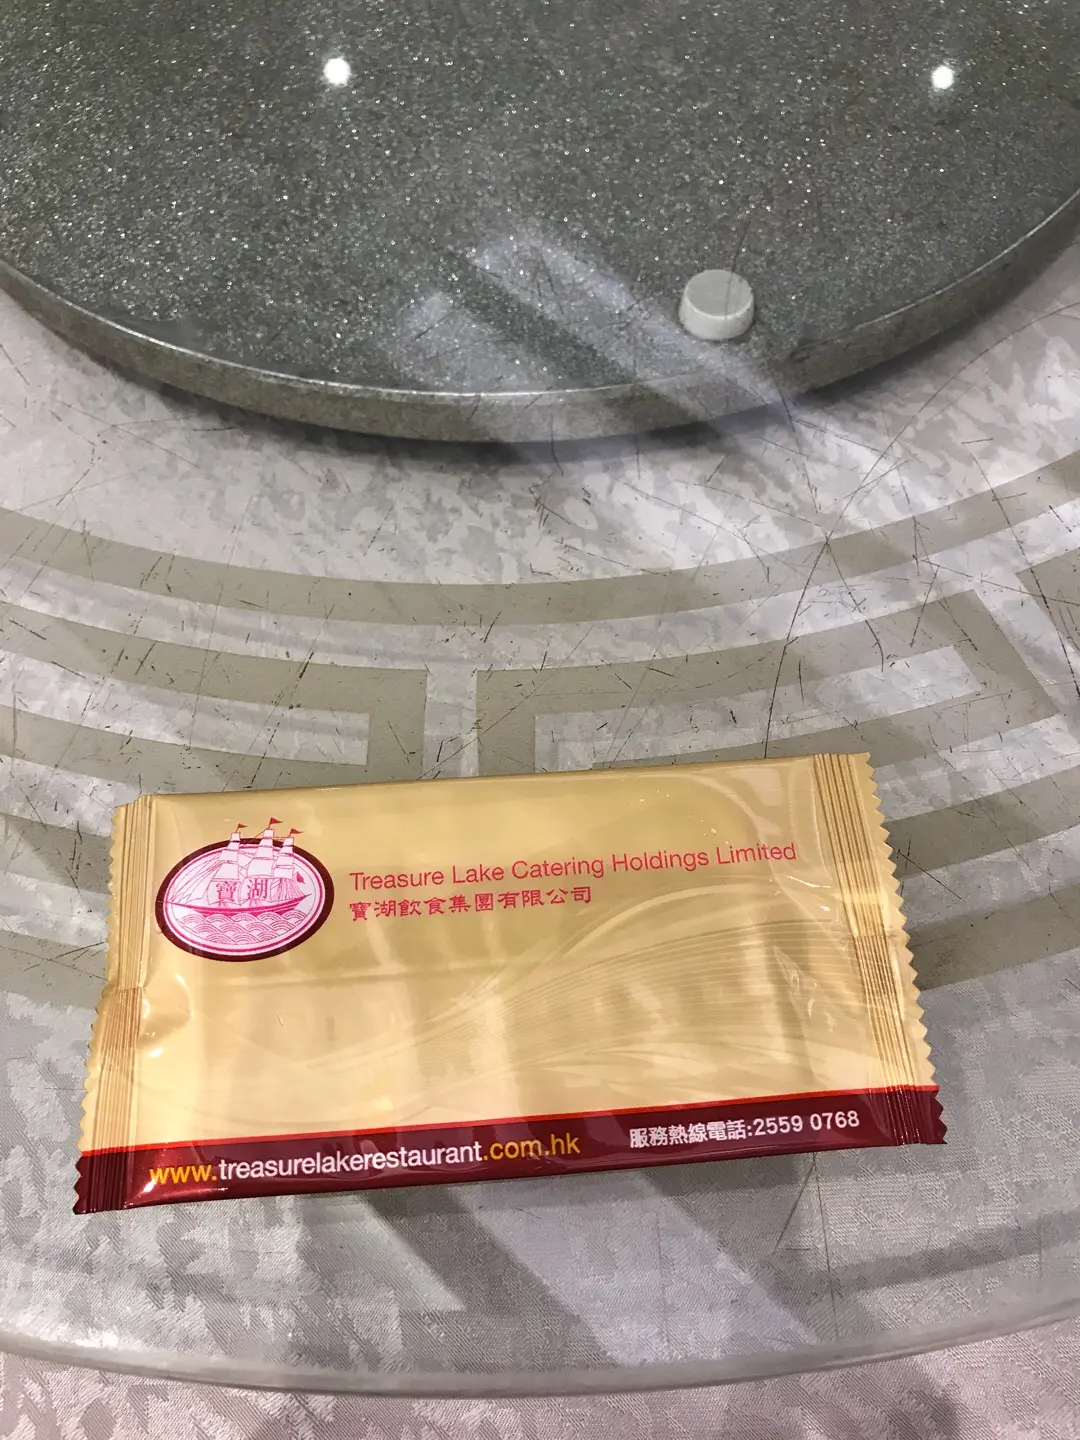 寶湖
Treasure Lake Catering Holdings Limited
寶湖飲食集團有限公司
www.treasurelakerestaurant.com.hk
服務熱線電話:2559 0768